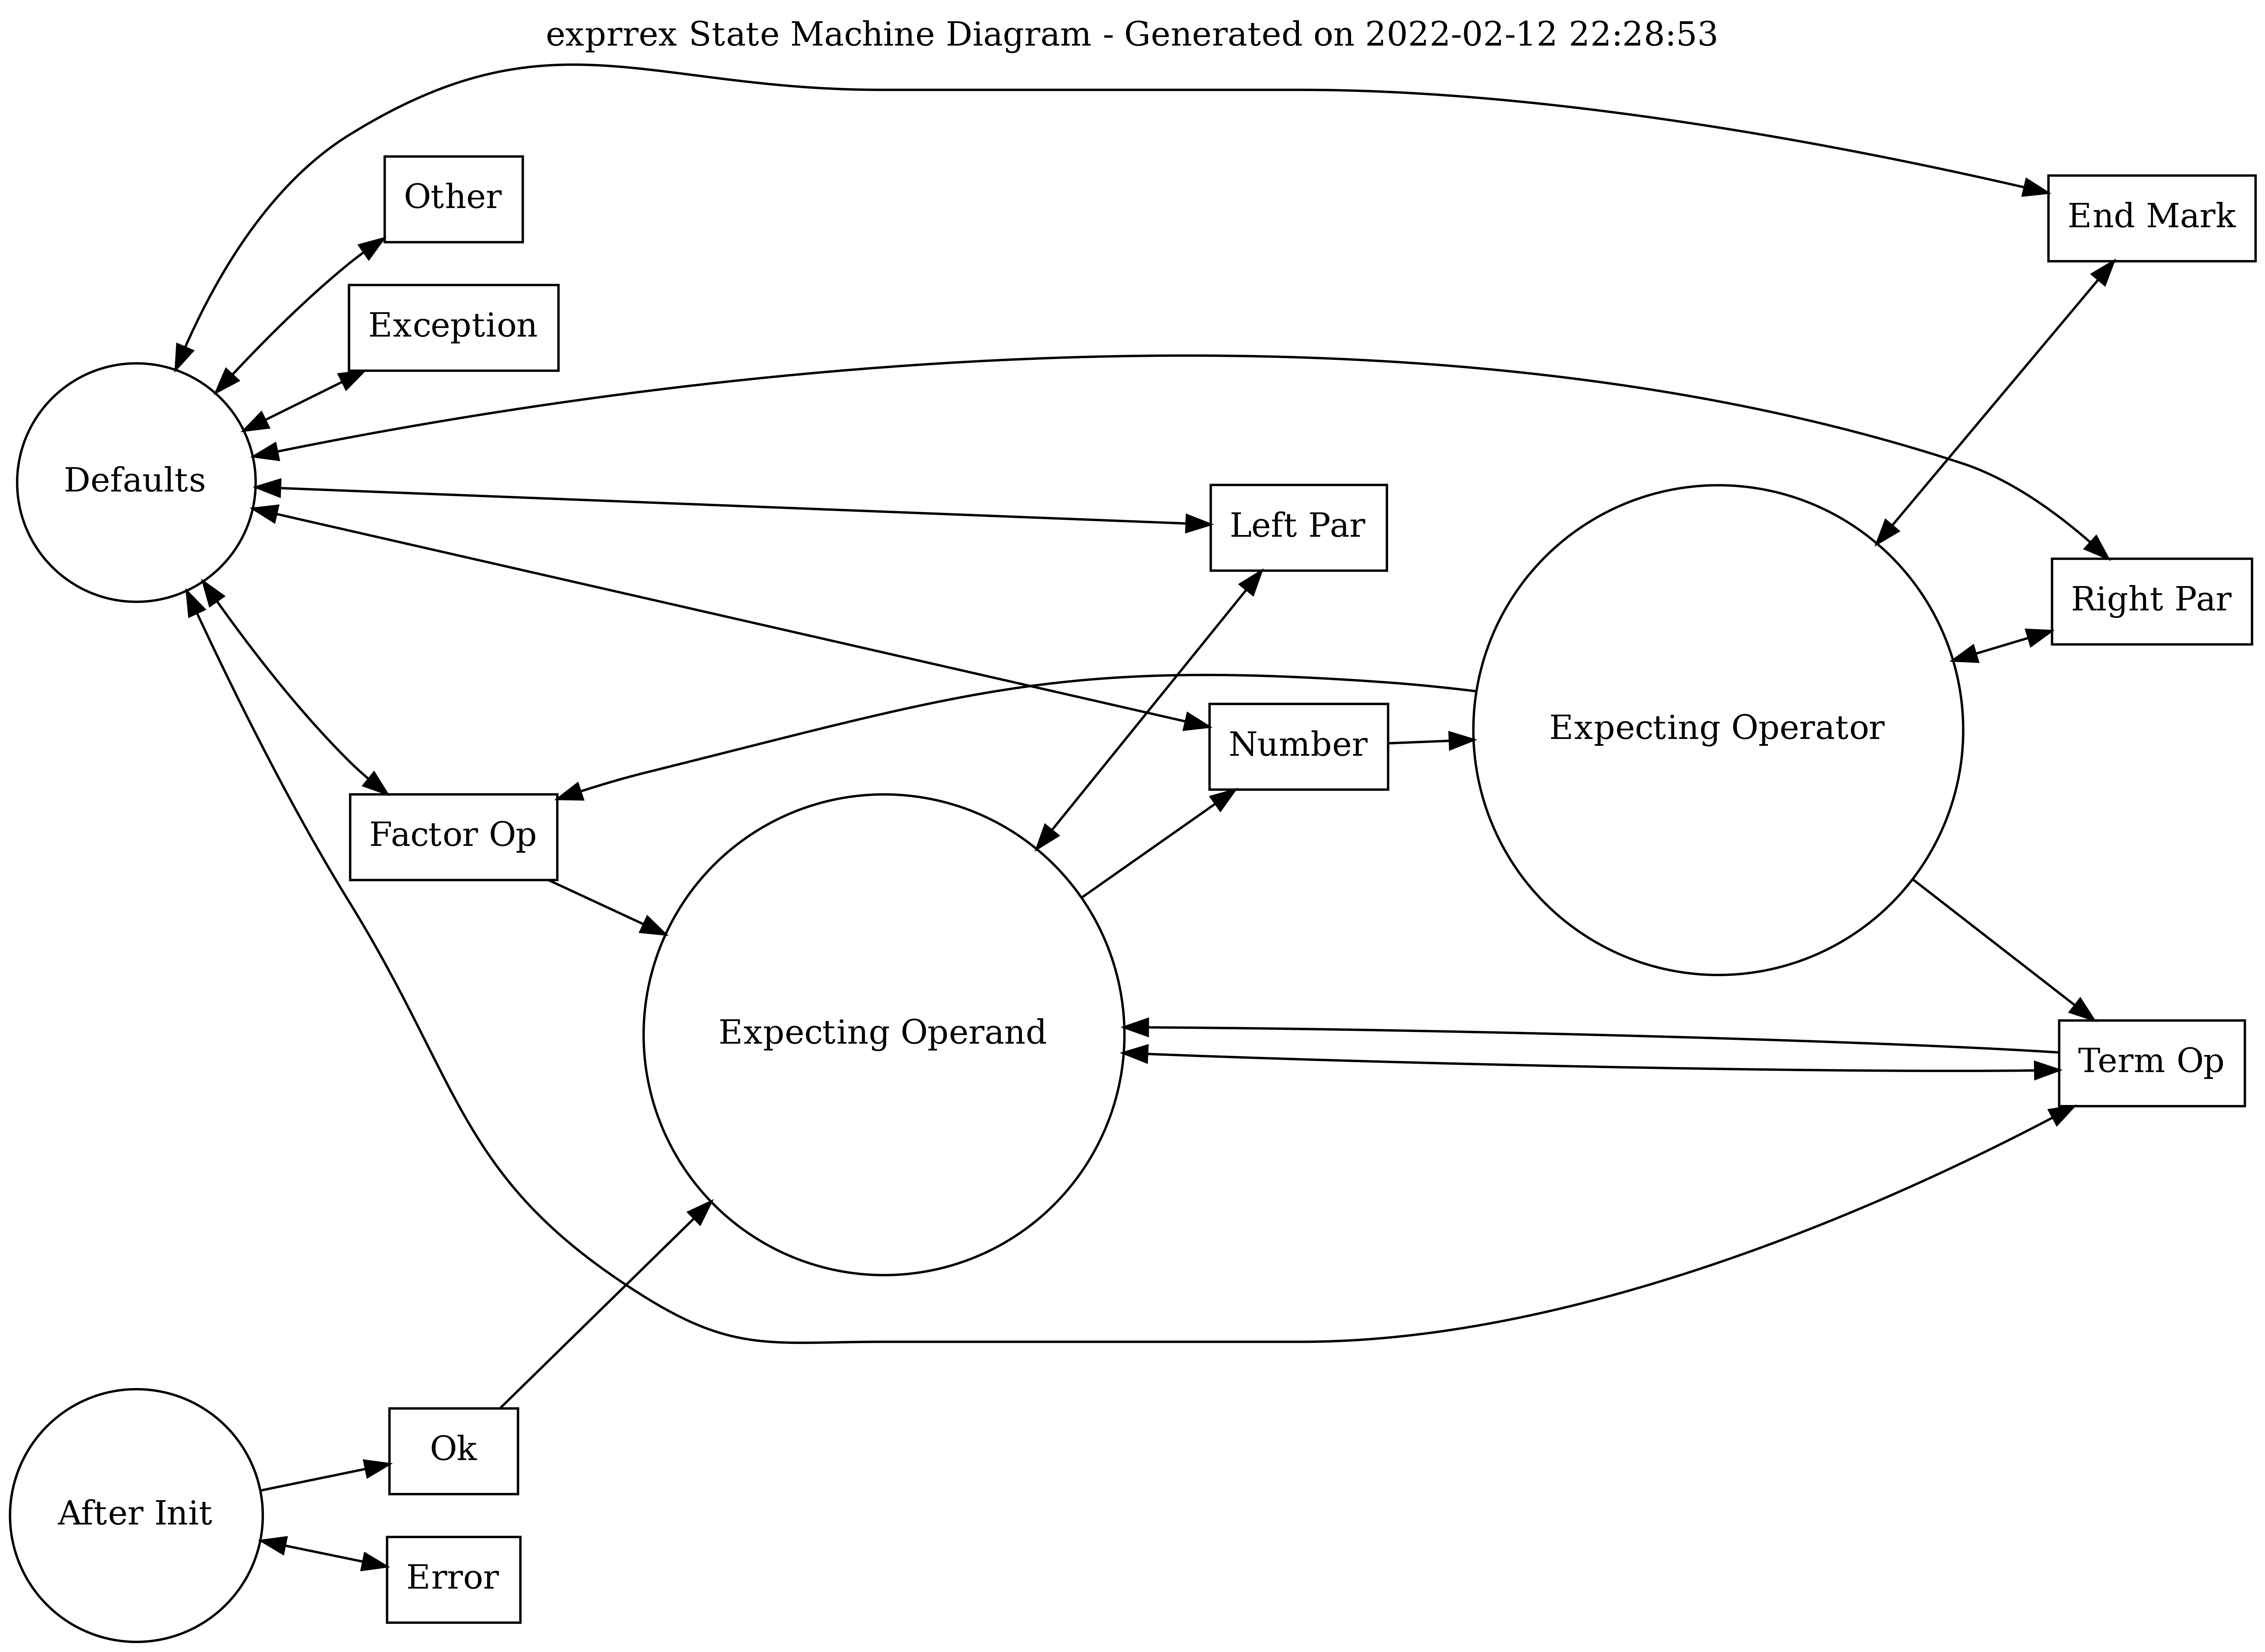 exprrex State Machine Diagram - Generated on 2022-02-12 22:28:53
Other
End Mark
Exception
Defaults
Left Par
Right Par
Number
Expecting Operator
Factor Op
Expecting Operand
Term Op
Ok
After Init
Error